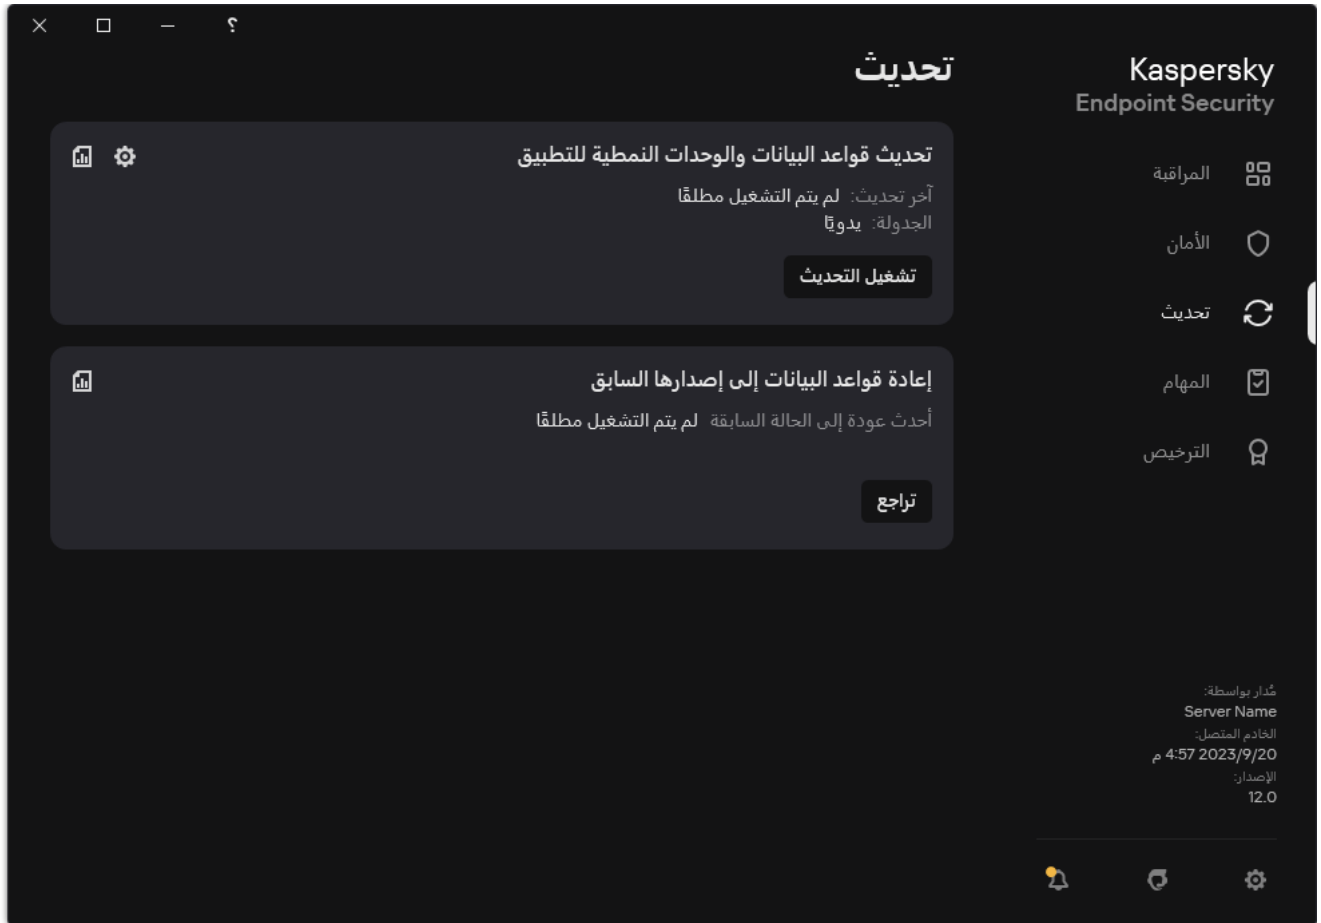 ؟
Kaspersky
Endpoint Security
المراقبة
الأمان
تحديث
المهام
الترخيص
مُدار بواسطة:
Server Name
الخادم المتصل:
2023/9/20 4:57 م
الإصدار:
12.0
تحديث
تحديث قواعد البيانات والوحدات النمطية للتطبيق
آخر تحديث: لم يتم التشغيل مطلقًا
الجدولة: يدويًا
تشغيل التحديث
إعادة قواعد البيانات إلى إصدارها السابق
أحدث عودة إلى الحالة السابقة لم يتم التشغيل مطلقًا
تراجع